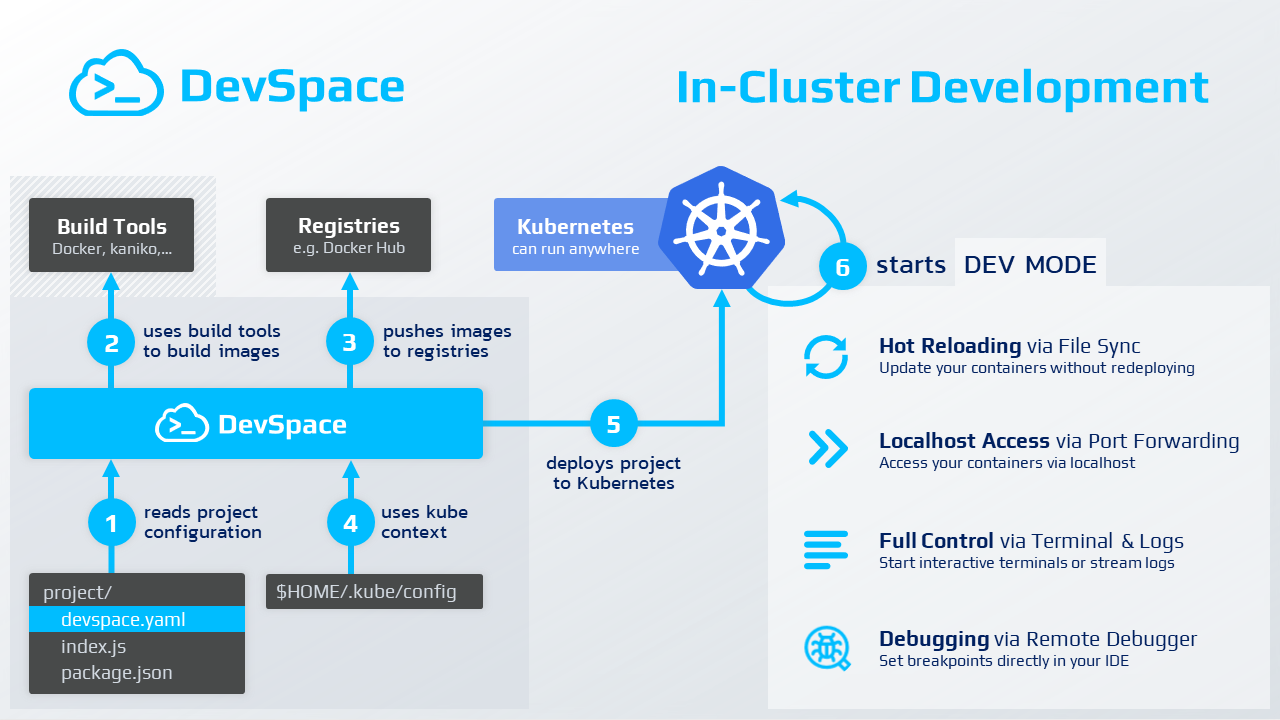 DevSpace
In-Cluster Development
Build Tools
Docker, kaniko,...
Registries
e.g. Docker Hub
Kubernetes
can run anywhere
6
starts DEV MODE
2
uses build tools
to build images
3
pushes images
to registries
DevSpace
5
deploys project
to Kubernetes
1
reads project
configuration
4
uses kube
context
project/
devspace.yaml
index.js
package.json
$HOME/.kube/config
Hot Reloading via File Sync
Update your containers without redeploying
Localhost Access via Port Forwarding
Access your containers via localhost
Full Control via Terminal & Logs
Start interactive terminals or stream logs
Debugging via Remote Debugger
Set breakpoints directly in your IDE